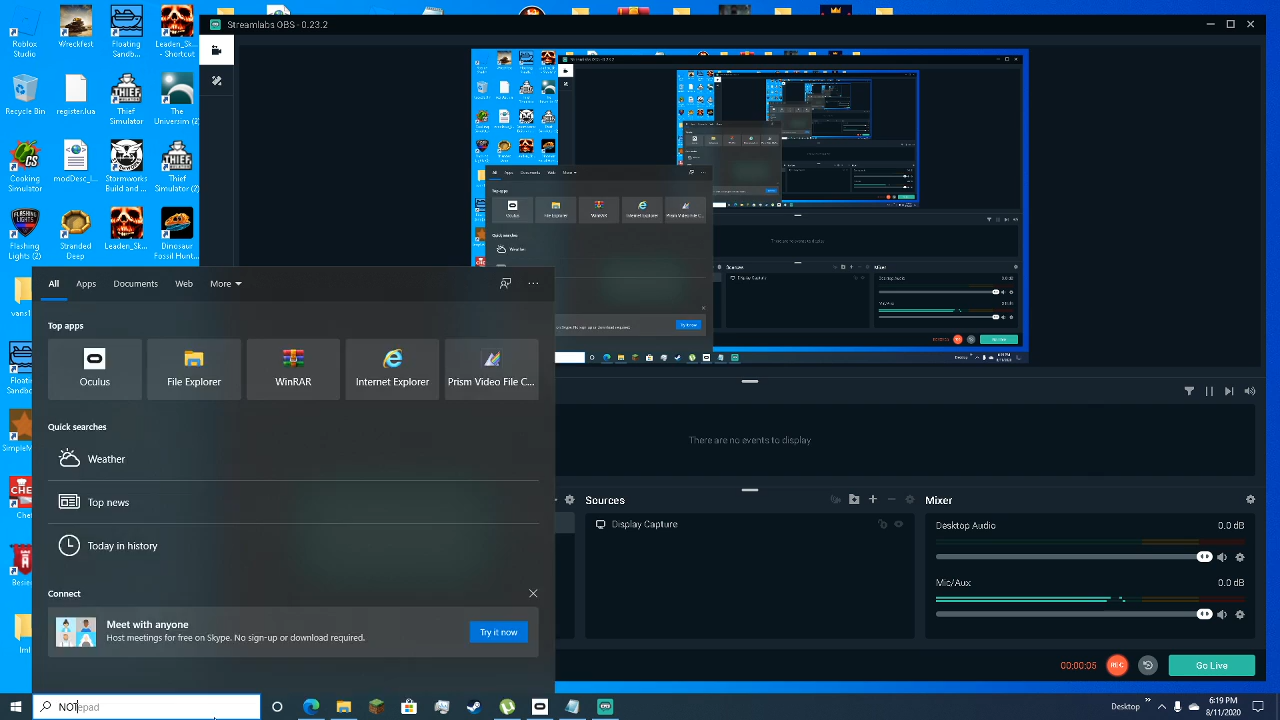 Streamlabs OBS - 0.23.2
Roblox
Studio
Wreckfest
Floating
Sandb...
Leaden_Sk...
- Shortcut
Recycle Bin
register.lua
Thief
Simulator
The
Universim (2)
Cooking
Simulator
modDesc_l...
Stormworks
Build and ...
Thief
Simulator (2)
Flashing
Lights (2)
Stranded
Deep
Leaden_Sk...
Dinosaur
Fossil Hunt...
All
Apps
Documents
Web
More
Top apps
Oculus
File Explorer
WinRAR
Internet Explorer
Prism Video File C...
Quick searches
Weather
Top news
Today in history
Connect
Meet with anyone
Host meetings for free on Skype. No sign-up or download required.
Try it now
NOTepad
There are no events to display
Sources
Display Capture
Mixer
Desktop Audio
0.0 dB
Mic/Aux
0.0 dB
00:00:05
REC
Go Live
Desktop
6:19 PM
8/11/2020